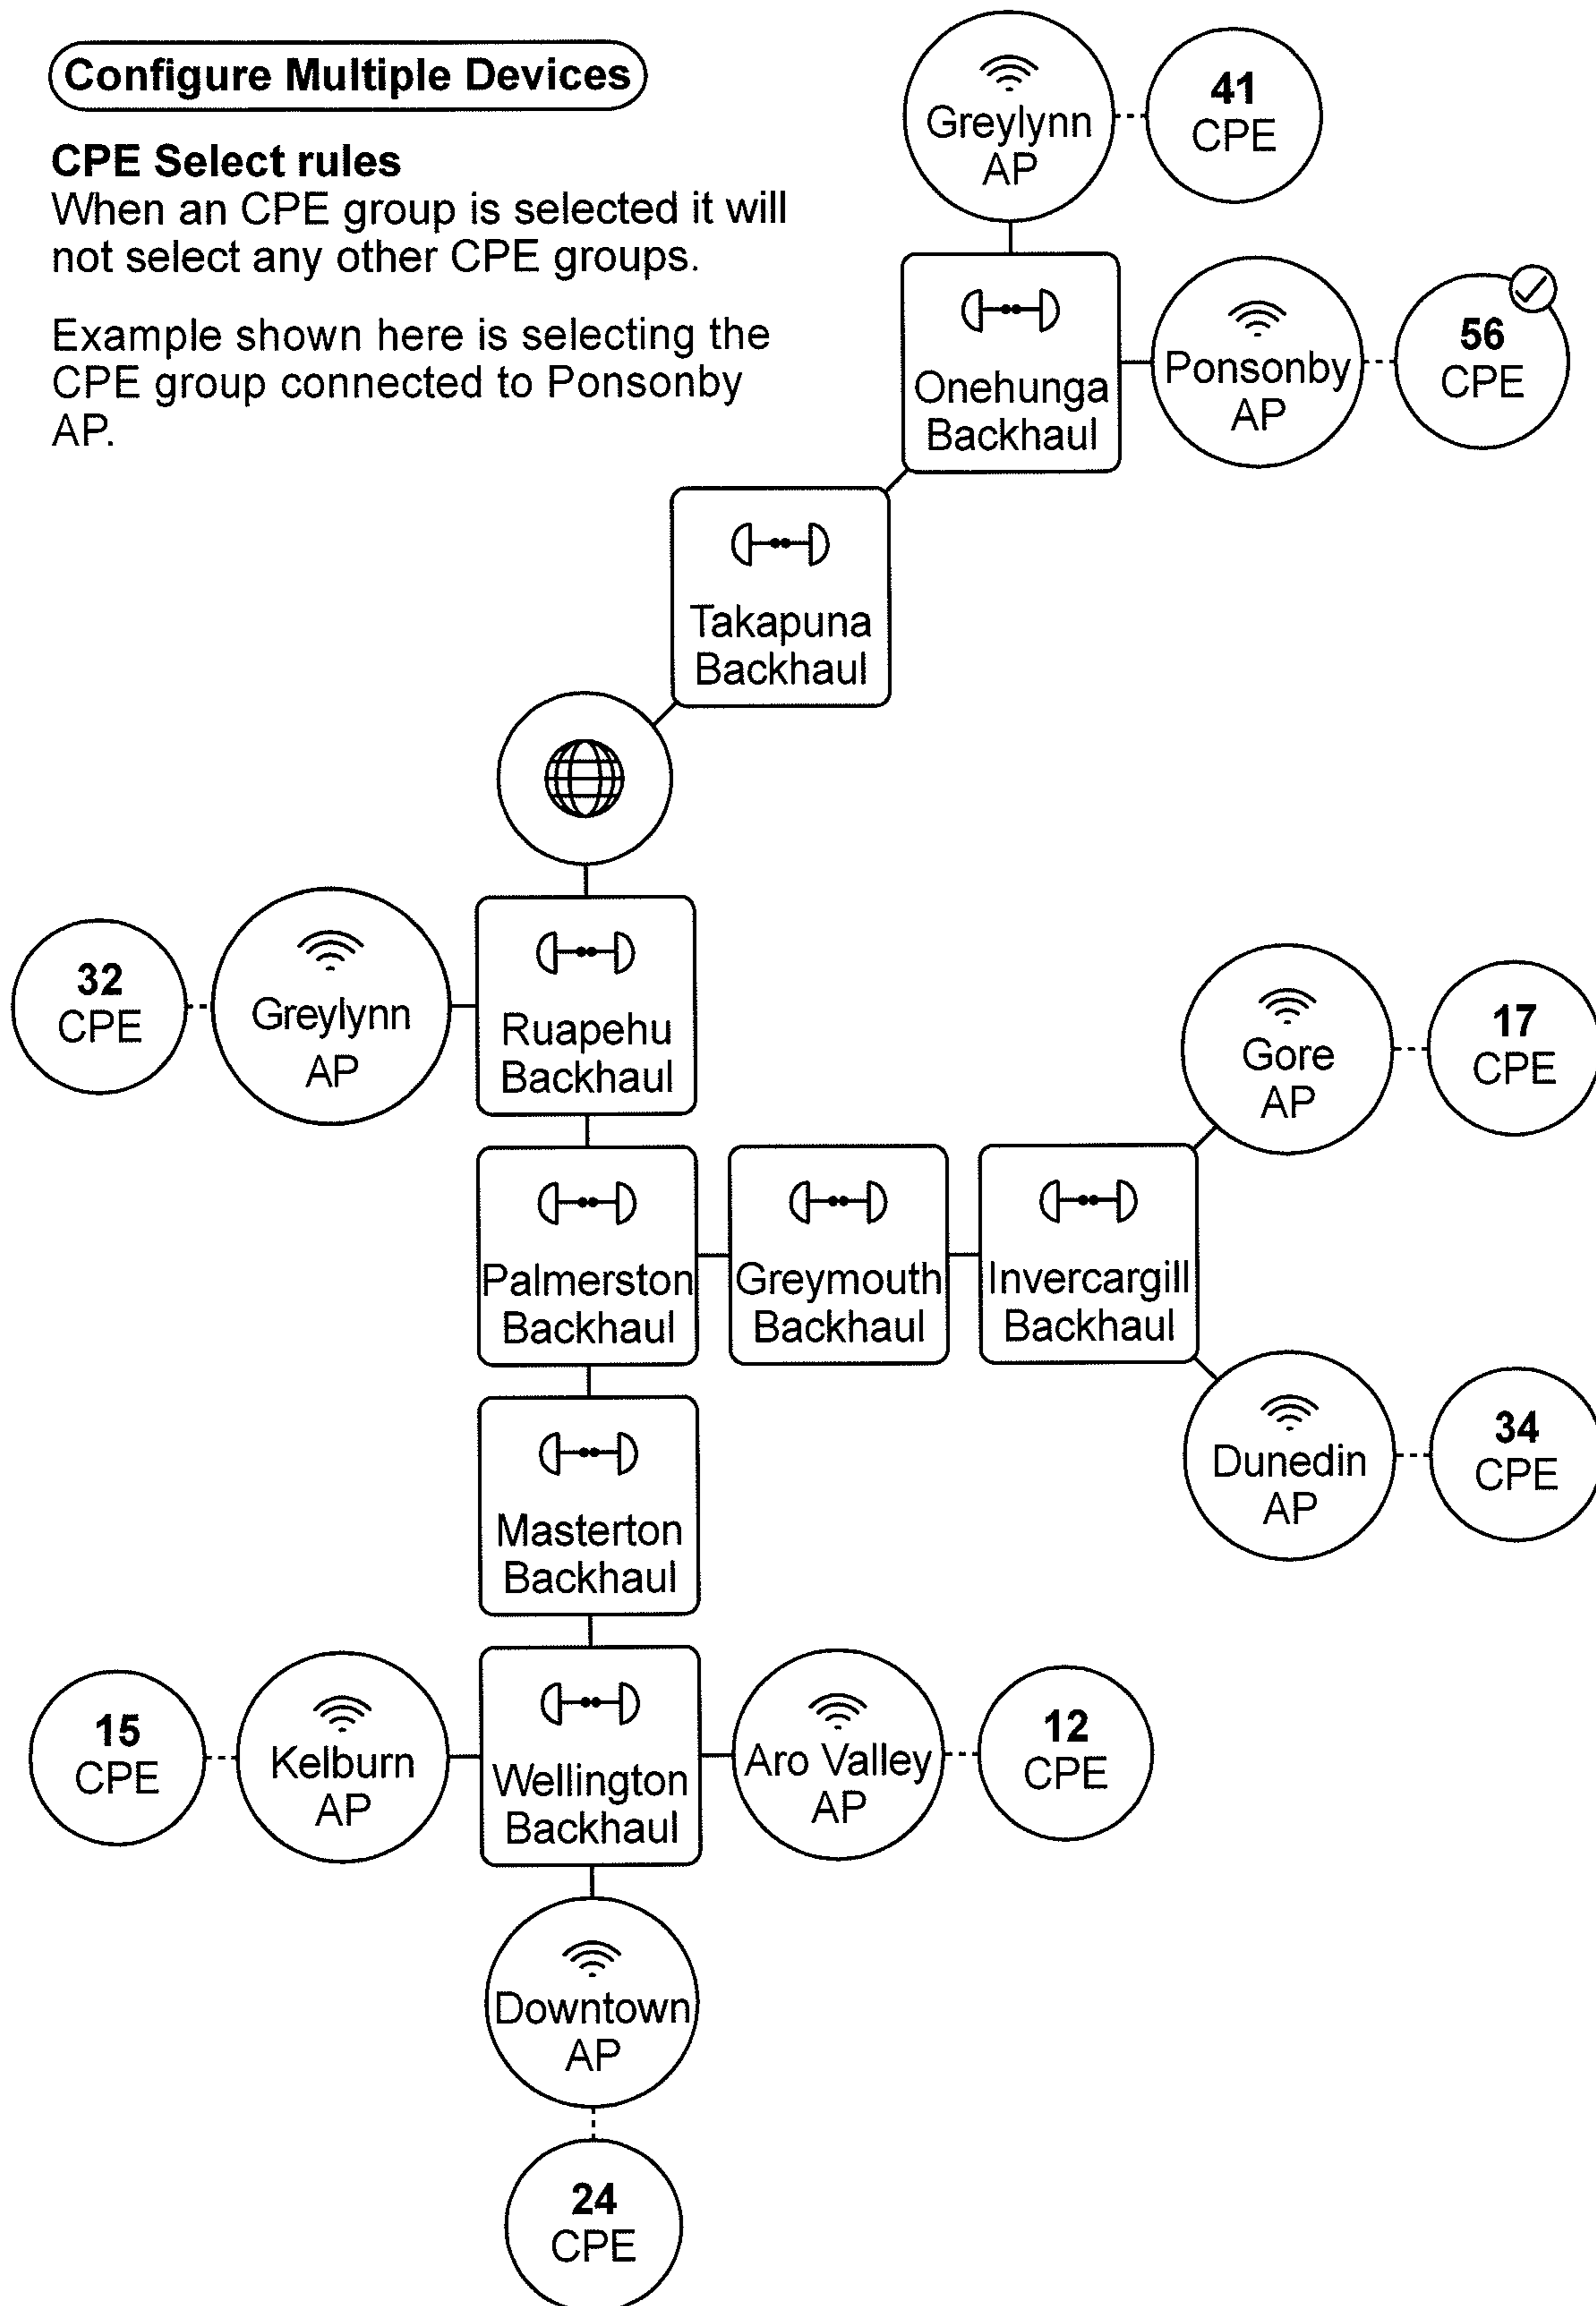 Configure Multiple Devices
CPE Select rules
When an CPE group is selected it will
not select any other CPE groups.
Example shown here is selecting the
CPE group connected to Ponsonby
AP.
Greylynn
AP
41
CPE
Onehunga
Backhaul
Ponsonby
AP
56
CPE
Takapuna
Backhaul
32
CPE
Greylynn
AP
Ruapehu
Backhaul
Gore
AP
17
CPE
Palmerston
Backhaul
Greymouth
Backhaul
Invercargill
Backhaul
Dunedin
AP
34
CPE
Masterton
Backhaul
15
CPE
Kelburn
AP
Wellington
Backhaul
Aro Valley
AP
12
CPE
Downtown
AP
24
CPE